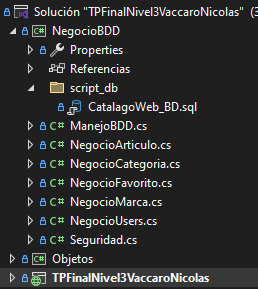 Solución "TPFinalNivel3VaccaroNicolas" (3
C# NegocioBDD
Properties
Referencias
script_db
CatalagoWeb_BD.sql
C# ManejoBDD.cs
C# NegocioArticulo.cs
C# NegocioCategoria.cs
C# NegocioFavorito.cs
C# NegocioMarca.cs
C# NegocioUsers.cs
C# Seguridad.cs
C# Objetos
TPFinalNivel3VaccaroNicolas